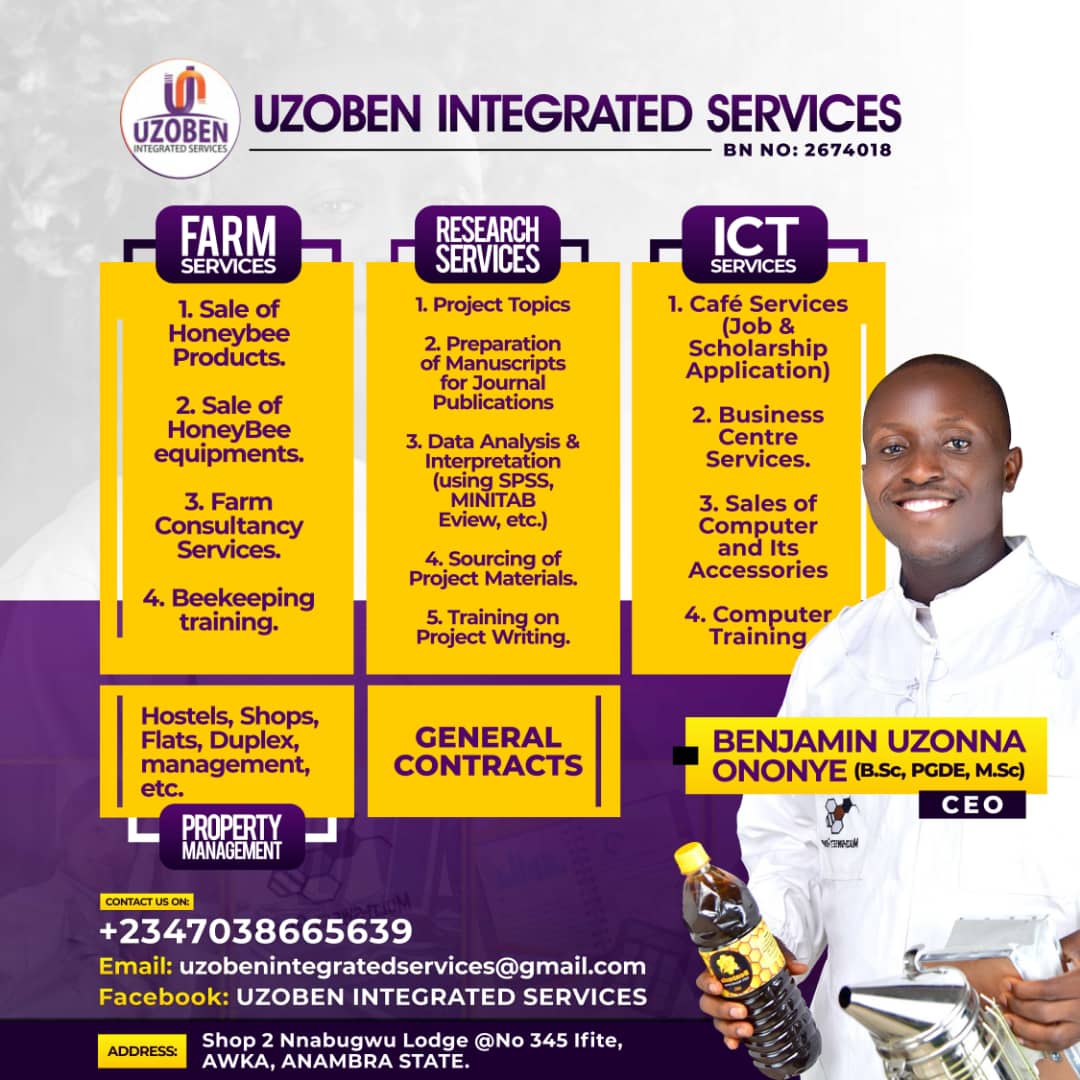 UZOBEN
INTEGRATED SERVICES
UZOBEN INTEGRATED SERVICES
BN NO: 2674018
FARM
SERVICES
1. Sale of
Honeybee
Products.
2. Sale of
HoneyBee
equipments.
3. Farm
Consultancy
Services.
4. Beekeeping
training.
RESEARCH
SERVICES
1. Project Topics
2. Preparation
of Manuscripts
for Journal
Publications
3. Data Analysis &
Interpretation
(using SPSS,
MINITAB
Eview, etc.)
4. Sourcing of
Project Materials.
5. Training on
Project Writing.
ICT
SERVICES
1. Café Services
(Job &
Scholarship
Application)
2. Business
Centre
Services.
3. Sales of
Computer
and Its
Accessories
4. Computer
Training
Hostels, Shops,
Flats, Duplex,
management,
etc.
PROPERTY
MANAGEMENT
GENERAL
CONTRACTS
BENJAMIN UZONNA
ONONYE (B.Sc, PGDE, M.Sc)
CEO
CONTACT US ON:
+2347038665639
Email: uzobenintegratedservices@gmail.com
Facebook: UZOBEN INTEGRATED SERVICES
ADDRESS:
Shop 2 Nnabugwu Lodge @No 345 Ifite,
AWKA, ANAMBRA STATE.